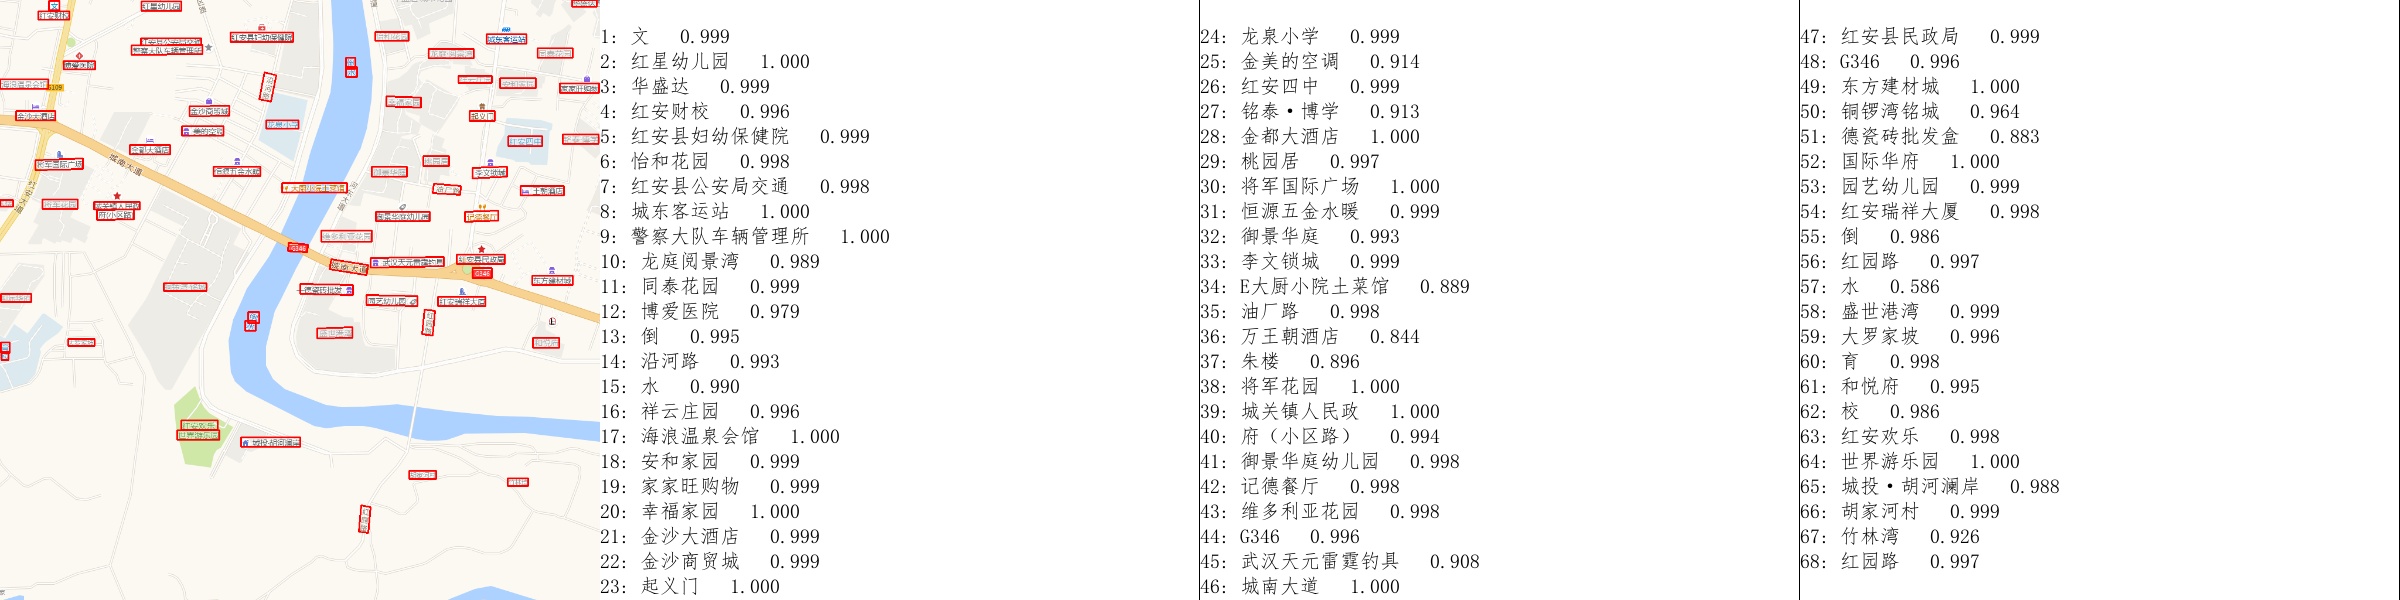 1: 文 0.999
2: 红星幼儿园 1.000
3: 华盛达 0.999
4: 红安财校 0.996
5: 红安县妇幼保健院 0.999
6: 怡和花园 0.998
7: 红安县公安局交通 0.998
8: 城东客运站 1.000
9: 警察大队车辆管理所 1.000
10: 龙庭阅景湾 0.989
11: 同泰花园 0.999
12: 博爱医院 0.979
13: 倒 0.995
14: 沿河路 0.993
15: 水 0.990
16: 祥云庄园 0.996
17: 海浪温泉会馆 1.000
18: 安和家园 0.999
19: 家家旺购物 0.999
20: 幸福家园 1.000
21: 金沙大酒店 0.999
22: 金沙商贸城 0.999
23: 起义门 1.000
24: 龙泉小学 0.999
25: 金美的空调 0.914
26: 红安四中 0.999
27: 铭泰·博学 0.913
28: 金都大酒店 1.000
29: 桃园居 0.997
30: 将军国际广场 1.000
31: 恒源五金水暖 0.999
32: 御景华庭 0.993
33: 李文锁城 0.999
34: E大厨小院土菜馆 0.889
35: 油厂路 0.998
36: 万王朝酒店 0.844
37: 朱楼 0.896
38: 将军花园 1.000
39: 城关镇人民政 1.000
40: 府（小区路） 0.994
41: 御景华庭幼儿园 0.998
42: 记德餐厅 0.998
43: 维多利亚花园 0.998
44: G346 0.996
45: 武汉天元雷霆钓具 0.908
46: 城南大道 1.000
47: 红安县民政局 0.999
48: G346 0.996
49: 东方建材城 1.000
50: 铜锣湾铭城 0.964
51: 德瓷砖批发盒 0.883
52: 国际华府 1.000
53: 园艺幼儿园 0.999
54: 红安瑞祥大厦 0.998
55: 倒 0.986
56: 红园路 0.997
57: 水 0.586
58: 盛世港湾 0.999
59: 大罗家坡 0.996
60: 育 0.998
61: 和悦府 0.995
62: 校 0.986
63: 红安欢乐 0.998
64: 世界游乐园 1.000
65: 城投·胡河澜岸 0.988
66: 胡家河村 0.999
67: 竹林湾 0.926
68: 红园路 0.997